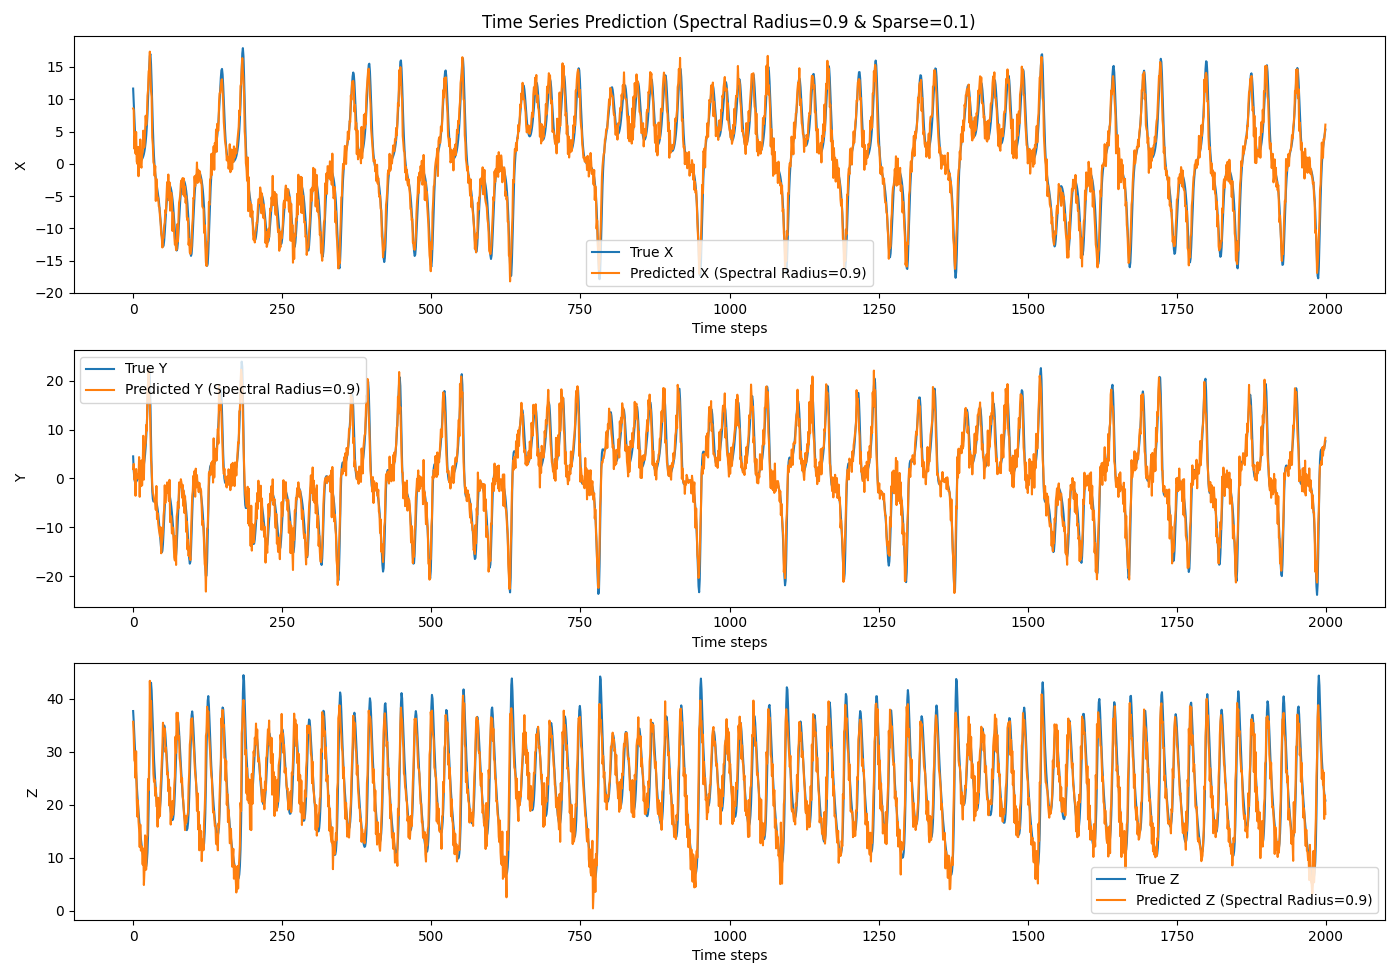 Time Series Prediction (Spectral Radius=0.9 & Sparse=0.1)
15
10
5
0
−5
−10
−15
−20
X
True X
Predicted X (Spectral Radius=0.9)
0 250 500 750 1000 1250 1500 1750 2000
Time steps
True Y
Predicted Y (Spectral Radius=0.9)
20
10
0
−10
−20
Y
0 250 500 750 1000 1250 1500 1750 2000
Time steps
40
30
20
10
0
Z
True Z
Predicted Z (Spectral Radius=0.9)
0 250 500 750 1000 1250 1500 1750 2000
Time steps